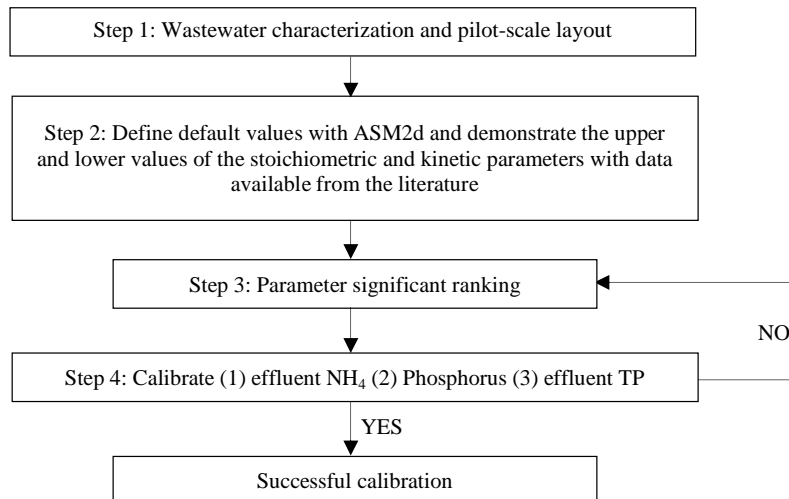 Step 1: Wastewater characterization and pilot-scale layout
Step 2: Define default values with ASM2d and demonstrate the upper
and lower values of the stoichiometric and kinetic parameters with data
available from the literature
Step 3: Parameter significant ranking
NO
Step 4: Calibrate (1) effluent NH₄ (2) Phosphorus (3) effluent TP
YES
Successful calibration